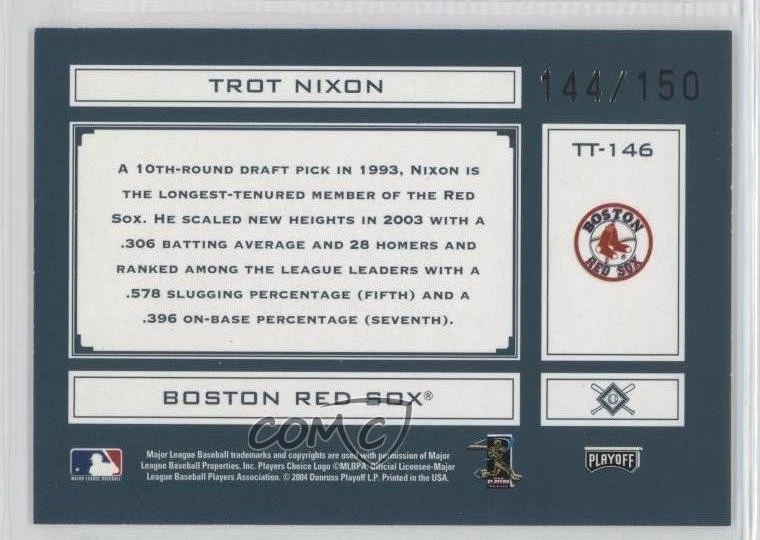 TROT NIXON
144/150
A 10TH-ROUND DRAFT PICK IN 1993, NIXON IS
THE LONGEST-TENURED MEMBER OF THE RED
SOX. HE SCALED NEW HEIGHTS IN 2003 WITH A
.306 BATTING AVERAGE AND 28 HOMERS AND
RANKED AMONG THE LEAGUE LEADERS WITH A
.578 SLUGGING PERCENTAGE (FIFTH) AND A
.396 ON-BASE PERCENTAGE (SEVENTH).
TT-146
BOSTON
RED SOX
BOSTON RED SOX®
COMC
MAJOR LEAGUE BASEBALL
Major League Baseball trademarks and copyrights are used with permission of Major
League Baseball Properties, Inc. Players Choice Logo ©MLBPA. Official Licensee-Major
League Baseball Players Association. © 2004 Donruss Playoff L.P. Printed in the USA.
PLAYOFF